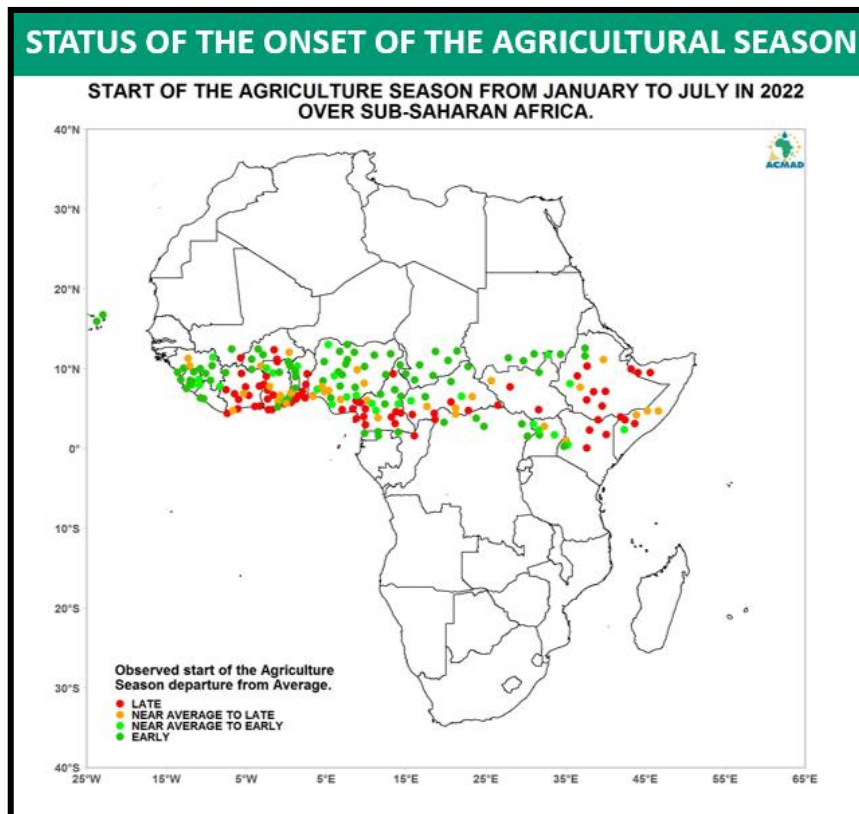 STATUS OF THE ONSET OF THE AGRICULTURAL SEASON
START OF THE AGRICULTURE SEASON FROM JANUARY TO JULY IN 2022
OVER SUB-SAHARAN AFRICA.
40°N
ACMAD
30°N
20°N
10°N
0°
10°S
20°S
30°S
40°S
Observed start of the Agriculture
Season departure from Average.
LATE
NEAR AVERAGE TO LATE
NEAR AVERAGE TO EARLY
EARLY
25°W 15°W 5°W 5°E 15°E 25°E 35°E 45°E 55°E 65°E